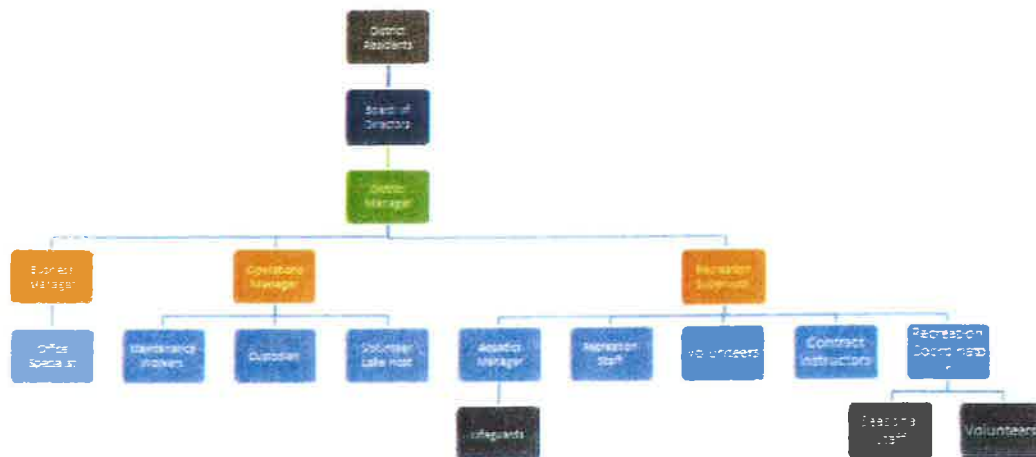 District
Residents
Board of
Directors
District
Manager
Business
Manager
Operations
Manager
Recreation
Supervisor
Office
Specialist
Maintenance
Workers
Custodian
Volunteer
Lake Host
Aquatics
Manager
Recreation
Staff
Volunteers
Contract
Instructors
Recreation
Coordinato
r
Lifeguards
Seasonal
Staff
Volunteers